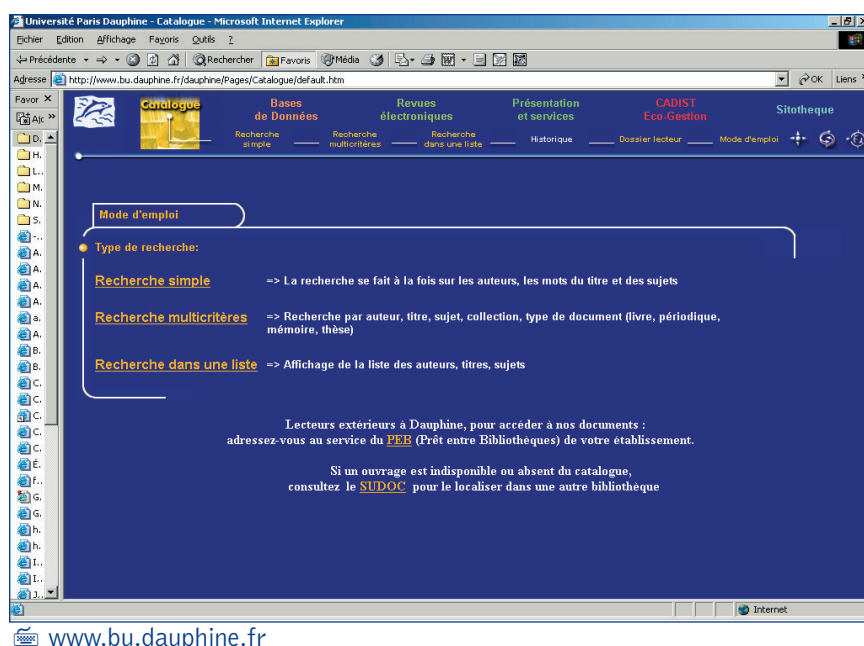 Université Paris Dauphine - Catalogue - Microsoft Internet Explorer
Fichier Edition Affichage Favoris Outils ?
Précédente Rechercher Favoris Média
Adresse http://www.bu.dauphine.fr/dauphine/Pages/Catalogue/default.htm OK Liens »
Favor ×
Ajc »
D.
H.
L..
M.
N.
S.
-..
A.
A.
A.
A.
a.
A.
B.
B.
C.
C.
C.
C.
C.
É.
f..
G.
G.
h.
h.
I..
I..
J..
Catalogue
Bases de Données
Revues électroniques
Présentation et services
CADIST Eco-Gestion
Sitotheque
Recherche simple
Recherche multicritères
Recherche dans une liste
Historique
Dossier lecteur
Mode d'emploi
Mode d'emploi
Type de recherche:
Recherche simple => La recherche se fait à la fois sur les auteurs, les mots du titre et des sujets
Recherche multicritères => Recherche par auteur, titre, sujet, collection, type de document (livre, périodique,
mémoire, thèse)
Recherche dans une liste => Affichage de la liste des auteurs, titres, sujets
Lecteurs extérieurs à Dauphine, pour accéder à nos documents :
adressez-vous au service du PEB (Prêt entre Bibliothèques) de votre établissement.
Si un ouvrage est indisponible ou absent du catalogue,
consultez le SUDOC pour le localiser dans une autre bibliothèque
Internet
www.bu.dauphine.fr